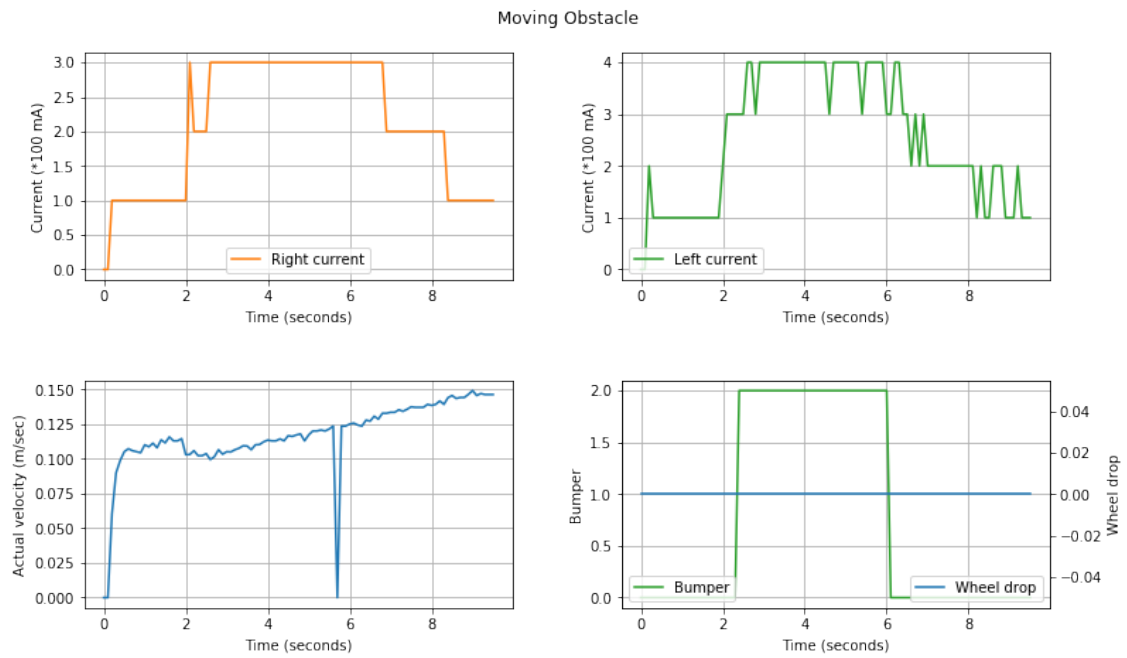 Moving Obstacle
3.0
2.5
2.0
1.5
1.0
0.5
0.0
Current (*100 mA)
Right current
0 2 4 6 8
Time (seconds)
4
3
2
1
0
Current (*100 mA)
Left current
0 2 4 6 8
Time (seconds)
0.150
0.125
0.100
0.075
0.050
0.025
0.000
Actual velocity (m/sec)
0 2 4 6 8
Time (seconds)
2.0
1.5
1.0
0.5
0.0
Bumper
Bumper
Wheel drop
0.04
0.02
0.00
−0.02
−0.04
Wheel drop
0 2 4 6 8
Time (seconds)